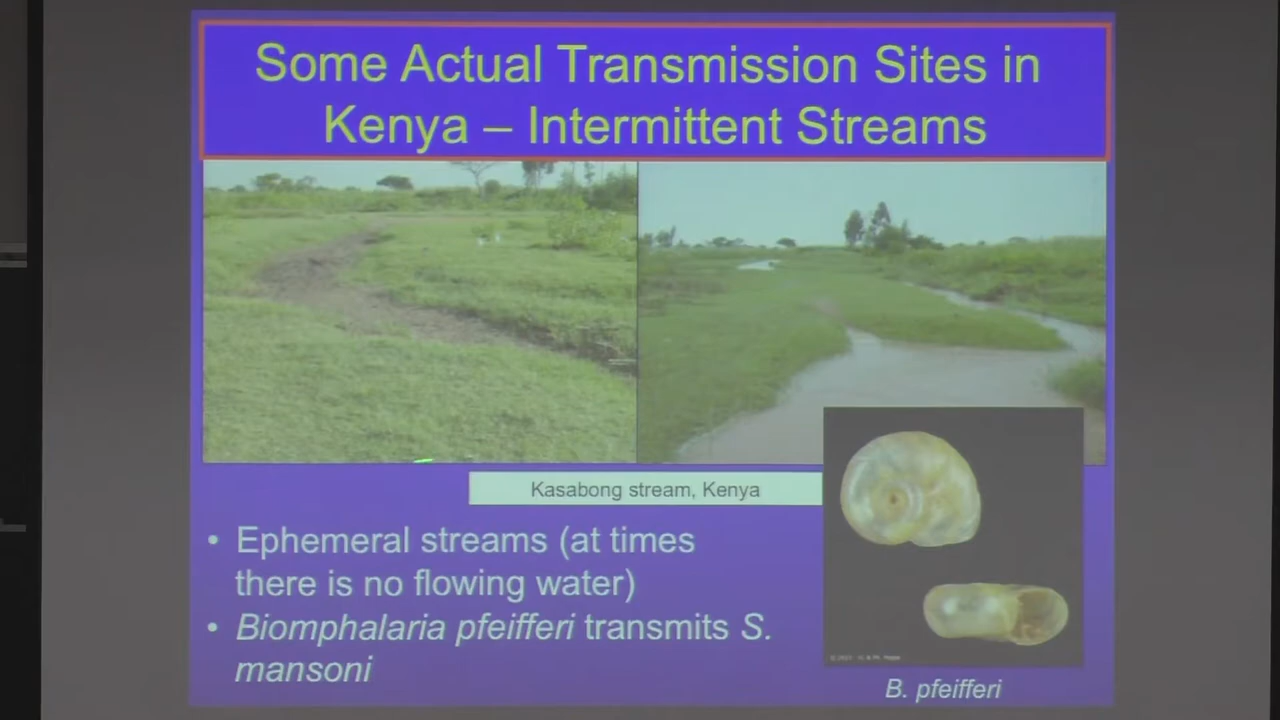 Some Actual Transmission Sites in
Kenya – Intermittent Streams
Kasabong stream, Kenya
• Ephemeral streams (at times
there is no flowing water)
• Biomphalaria pfeifferi transmits S.
mansoni
B. pfeifferi